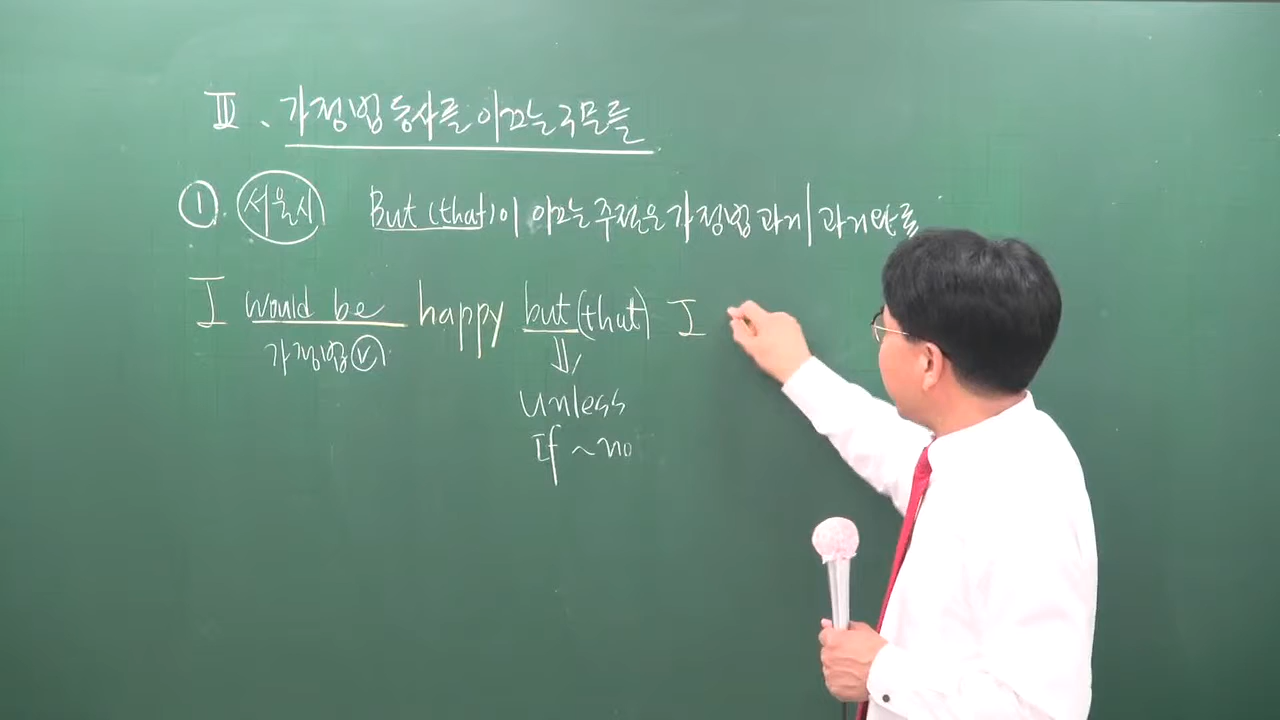 Ⅲ. 가정법 동사를 이끄는 구문들
① 서울시 But (that)이 이끄는 주절은 가정법 과거/과거완료
I would be happy but (that) I
가정법 ⓥ
⇓
unless
If ~ no